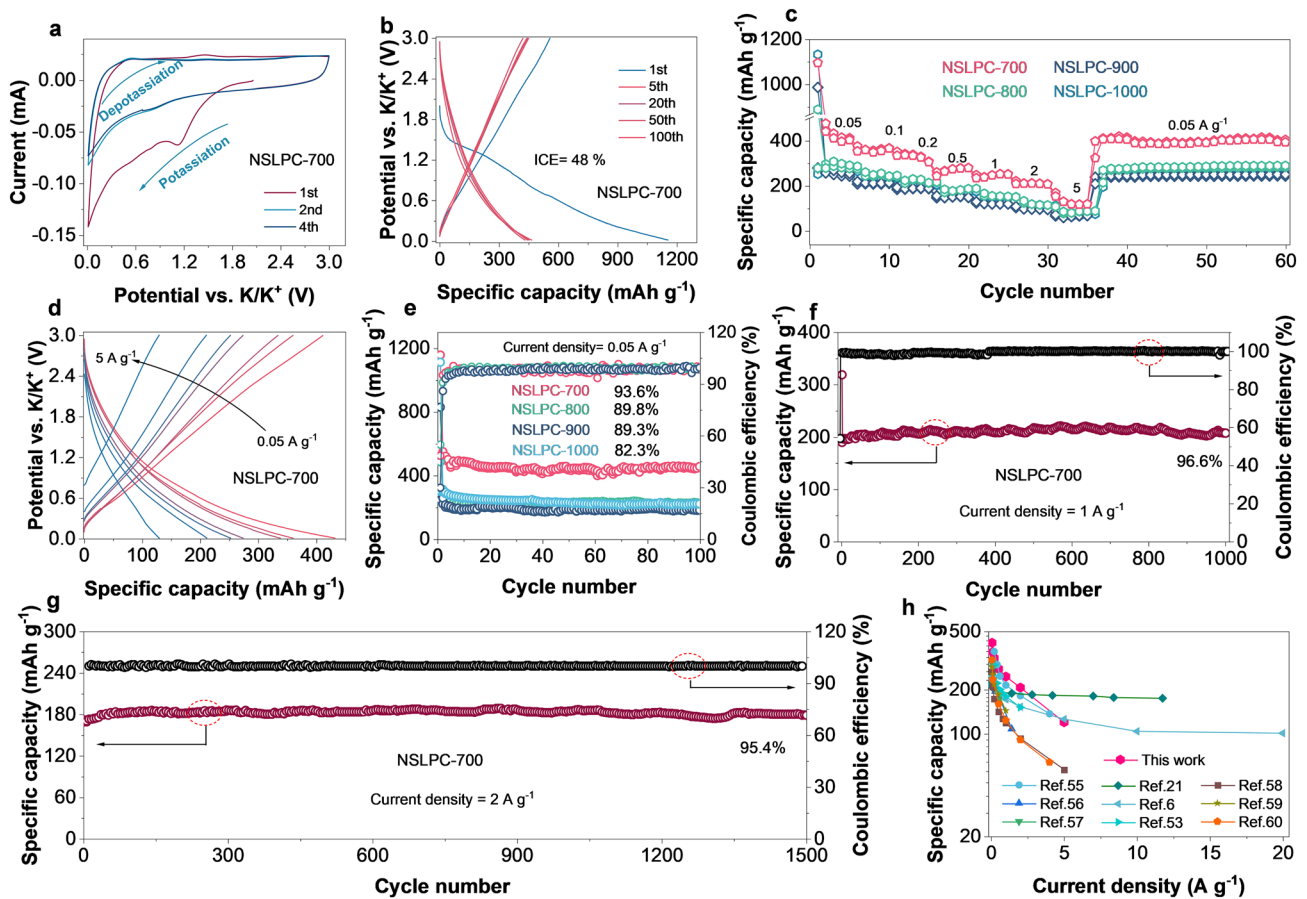 a
Current (mA)
0.00
-0.05
-0.10
-0.15
0.0
0.6
1.2
1.8
2.4
3.0
Potential vs. K/K⁺ (V)
Depotassiation
Potassiation
NSLPC-700
1st
2nd
4th
b
Potential vs. K/K⁺ (V)
3.0
2.4
1.8
1.2
0.6
0.0
0
300
600
900
1200
Specific capacity (mAh g⁻¹)
1st
5th
20th
50th
100th
ICE= 48 %
NSLPC-700
c
Specific capacity (mAh g⁻¹)
1200
1000
800
600
400
200
0
0
10
20
30
40
50
60
Cycle number
NSLPC-700
NSLPC-900
NSLPC-800
NSLPC-1000
0.05
0.1
0.2
0.5
1
2
5
0.05 A g⁻¹
d
Potential vs. K/K⁺ (V)
3.0
2.4
1.8
1.2
0.6
0.0
0
100
200
300
400
Specific capacity (mAh g⁻¹)
5 A g⁻¹
0.05 A g⁻¹
NSLPC-700
e
Specific capacity (mAh g⁻¹)
1200
1000
800
600
400
200
0
0
20
40
60
80
100
Cycle number
Coulombic efficiency (%)
120
90
60
30
0
Current density= 0.05 A g⁻¹
NSLPC-700 93.6%
NSLPC-800 89.8%
NSLPC-900 89.3%
NSLPC-1000 82.3%
f
Specific capacity (mAh g⁻¹)
400
350
300
250
200
150
100
50
0
0
200
400
600
800
1000
Cycle number
Coulombic efficiency (%)
100
80
60
40
20
0
96.6%
NSLPC-700
Current density = 1 A g⁻¹
g
Specific capacity (mAh g⁻¹)
300
240
180
120
60
0
0
300
600
900
1200
1500
Cycle number
Coulombic efficiency (%)
120
90
60
30
0
95.4%
NSLPC-700
Current density = 2 A g⁻¹
h
Specific capacity (mAh g⁻¹)
500
200
100
20
0
5
10
15
20
Current density (A g⁻¹)
This work
Ref.55
Ref.21
Ref.58
Ref.56
Ref.6
Ref.59
Ref.57
Ref.53
Ref.60